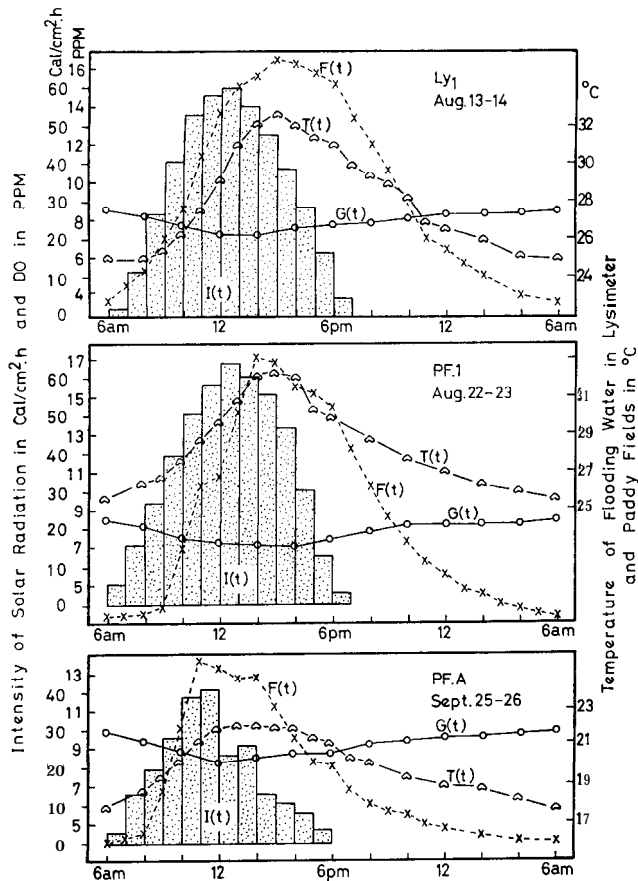 Cal/cm²·h
PPM
16
60
14
50
12
40
10
30
8
20
6
10
4
0
F(t)
T(t)
G(t)
I(t)
Ly₁
Aug.13-14
°C
32
30
28
26
24
6am
12
6pm
12
6am
17
60
15
50
13
40
11
30
9
20
7
10
5
0
PF.1
Aug.22-23
T(t)
F(t)
G(t)
I(t)
31
29
27
25
6am
12
6pm
12
6am
13
40
11
30
9
20
7
10
5
0
F(t)
PF.A
Sept.25-26
G(t)
T(t)
I(t)
23
21
19
17
6am
12
6pm
12
6am
Intensity of Solar Radiation in Cal/cm²·h and DO in PPM
Temperature of Flooding Water in Lysimeter
and Paddy Fields in °C